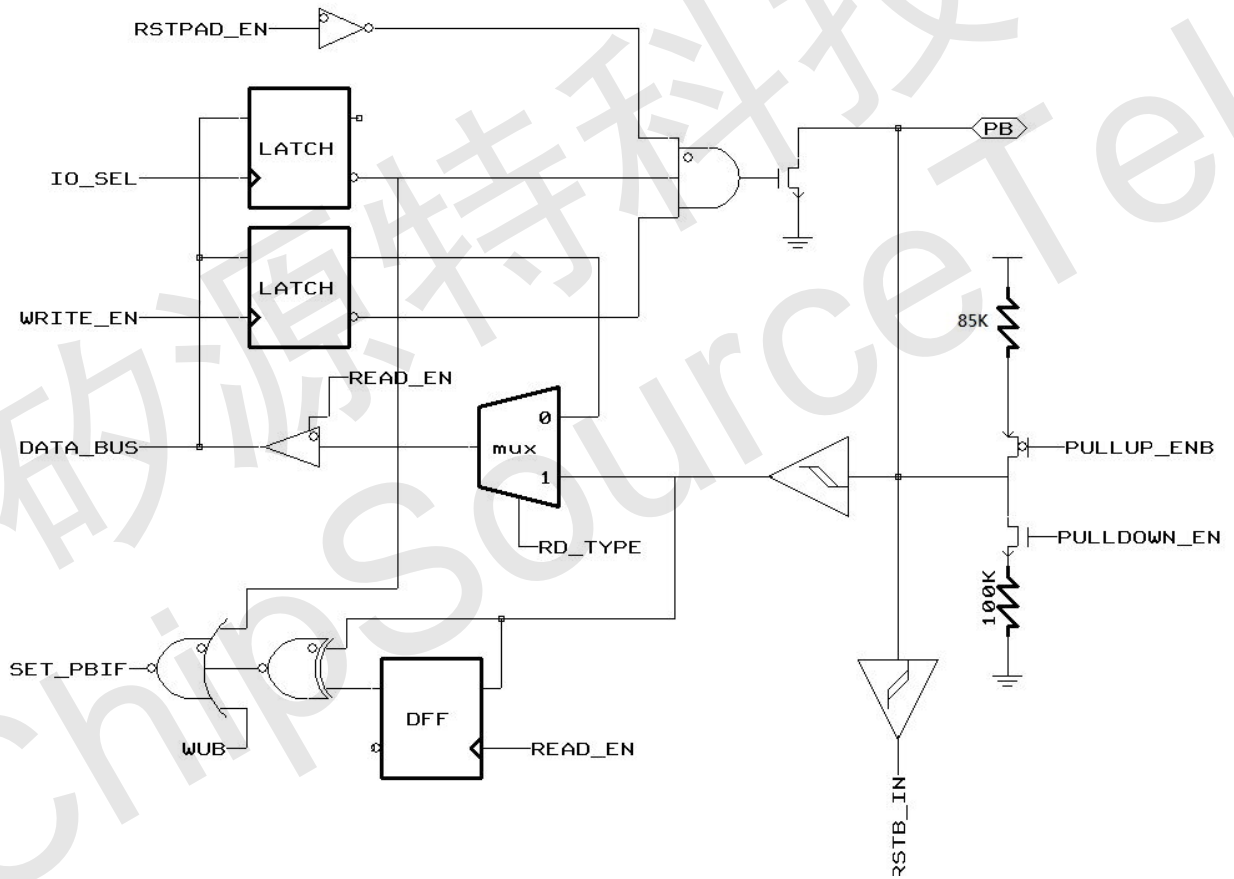 RSTPAD_EN
LATCH
PB
IO_SEL
LATCH
WRITE_EN
85K
READ_EN
0
DATA_BUS
mux
PULLUP_ENB
1
RD_TYPE
PULLDOWN_EN
100K
SET_PBIF
DFF
WUB
READ_EN
RSTB_IN
矽源特科技
ChipSourceTek